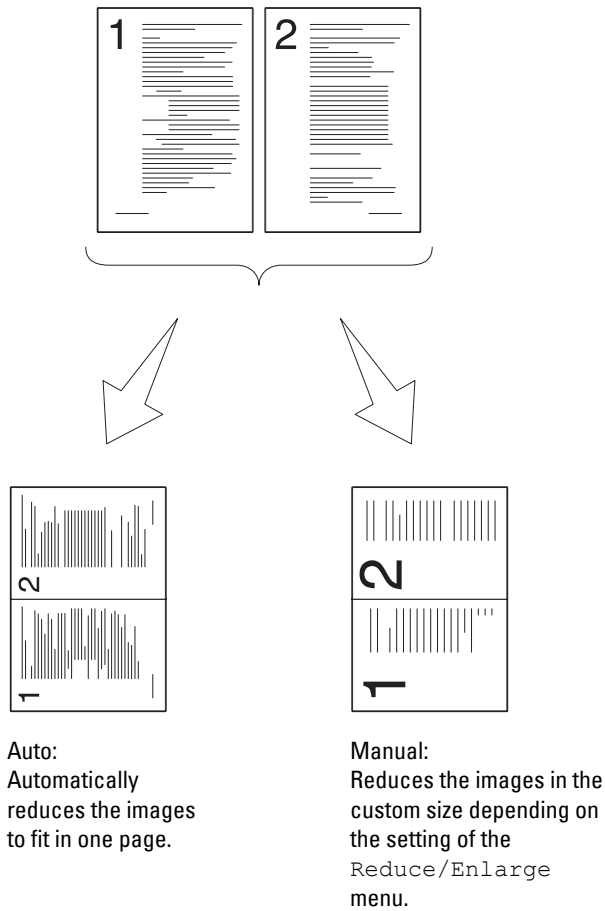 1
2
2
1
2
1
Auto:
Automatically
reduces the images
to fit in one page.
Manual:
Reduces the images in the
custom size depending on
the setting of the
Reduce/Enlarge
menu.